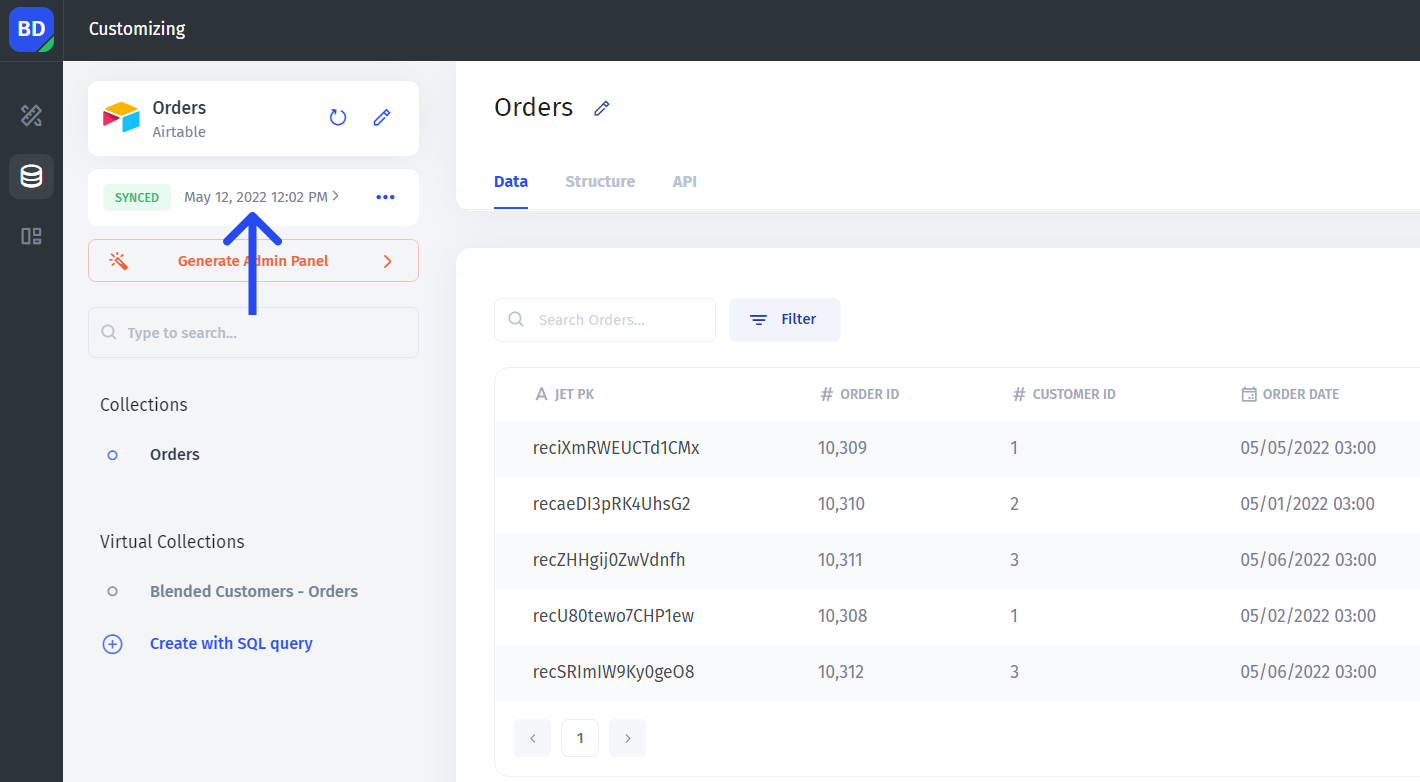 BD
Customizing
Orders
Airtable
SYNCED May 12, 2022 12:02 PM
Generate Admin Panel
Type to search...
Collections
Orders
Virtual Collections
Blended Customers - Orders
Create with SQL query
Orders
Data Structure API
Search Orders... Filter
JET PK ORDER ID CUSTOMER ID ORDER DATE
reciXmRWEUCTd1CMx 10,309 1 05/05/2022 03:00
recaeDI3pRK4UhsG2 10,310 2 05/01/2022 03:00
recZHHgij0ZwVdnfh 10,311 3 05/06/2022 03:00
recU80tewo7CHP1ew 10,308 1 05/02/2022 03:00
recSRImIW9Ky0geO8 10,312 3 05/06/2022 03:00
1